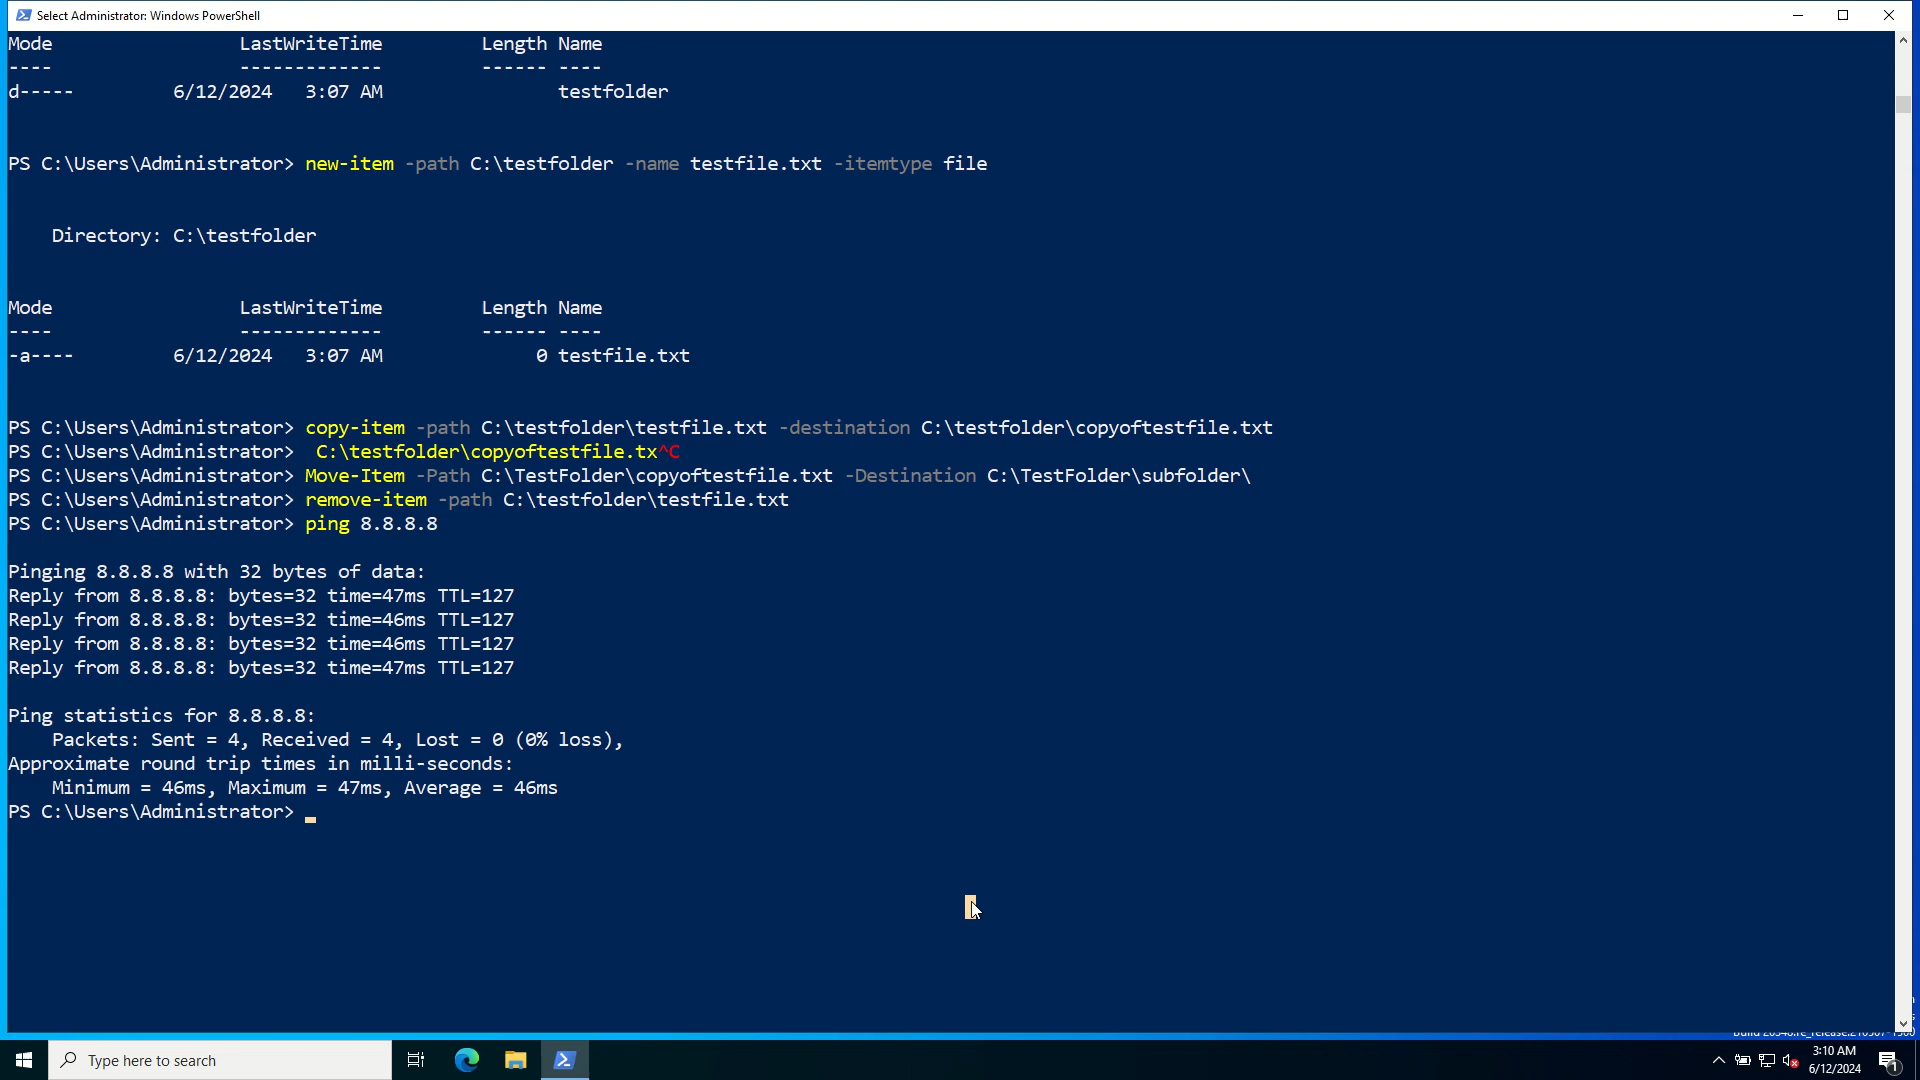 Select Administrator: Windows PowerShell
Mode                 LastWriteTime         Length Name
----                 -------------         ------ ----
d-----         6/12/2024   3:07 AM                testfolder
PS C:\Users\Administrator> new-item -path C:\testfolder -name testfile.txt -itemtype file
    Directory: C:\testfolder
Mode                 LastWriteTime         Length Name
----                 -------------         ------ ----
-a----         6/12/2024   3:07 AM              0 testfile.txt
PS C:\Users\Administrator> copy-item -path C:\testfolder\testfile.txt -destination C:\testfolder\copyoftestfile.txt
PS C:\Users\Administrator>  C:\testfolder\copyoftestfile.tx^C
PS C:\Users\Administrator> Move-Item -Path C:\TestFolder\copyoftestfile.txt -Destination C:\TestFolder\subfolder\
PS C:\Users\Administrator> remove-item -path C:\testfolder\testfile.txt
PS C:\Users\Administrator> ping 8.8.8.8
Pinging 8.8.8.8 with 32 bytes of data:
Reply from 8.8.8.8: bytes=32 time=47ms TTL=127
Reply from 8.8.8.8: bytes=32 time=46ms TTL=127
Reply from 8.8.8.8: bytes=32 time=46ms TTL=127
Reply from 8.8.8.8: bytes=32 time=47ms TTL=127
Ping statistics for 8.8.8.8:
    Packets: Sent = 4, Received = 4, Lost = 0 (0% loss),
Approximate round trip times in milli-seconds:
    Minimum = 46ms, Maximum = 47ms, Average = 46ms
PS C:\Users\Administrator>
Type here to search
3:10 AM
6/12/2024
1